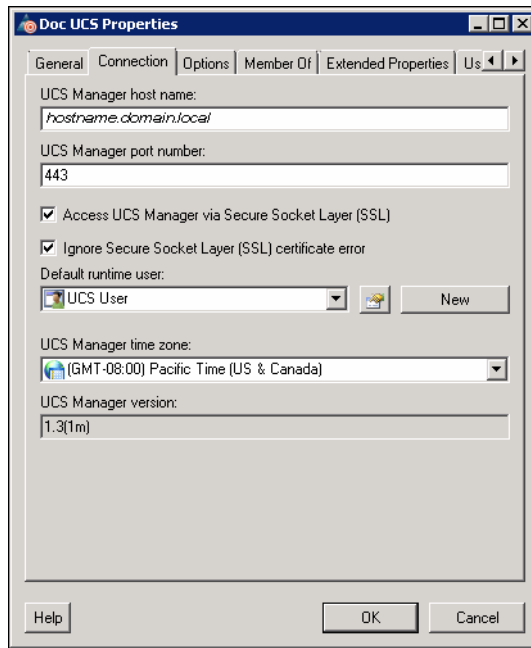 Doc UCS Properties
General Connection Options Member Of Extended Properties Us
UCS Manager host name:
hostname.domain.local
UCS Manager port number:
443
Access UCS Manager via Secure Socket Layer (SSL)
Ignore Secure Socket Layer (SSL) certificate error
Default runtime user:
UCS User New
UCS Manager time zone:
(GMT-08:00) Pacific Time (US & Canada)
UCS Manager version:
1.3(1m)
Help OK Cancel